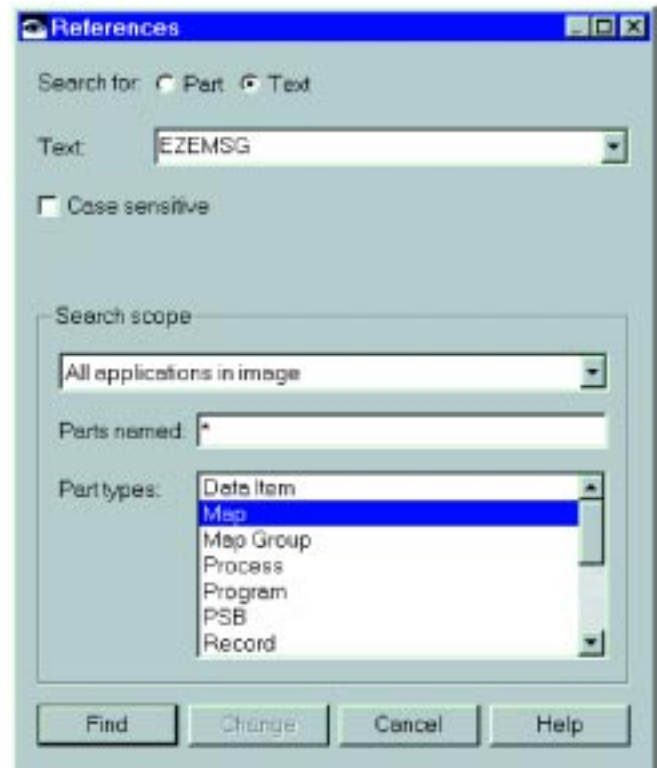 References
Search for: Part Text
Text: EZEMSG
Case sensitive
Search scope
All applications in image
Parts named: *
Part types: Data Item
Map
Map Group
Process
Program
PSB
Record
Find Change Cancel Help